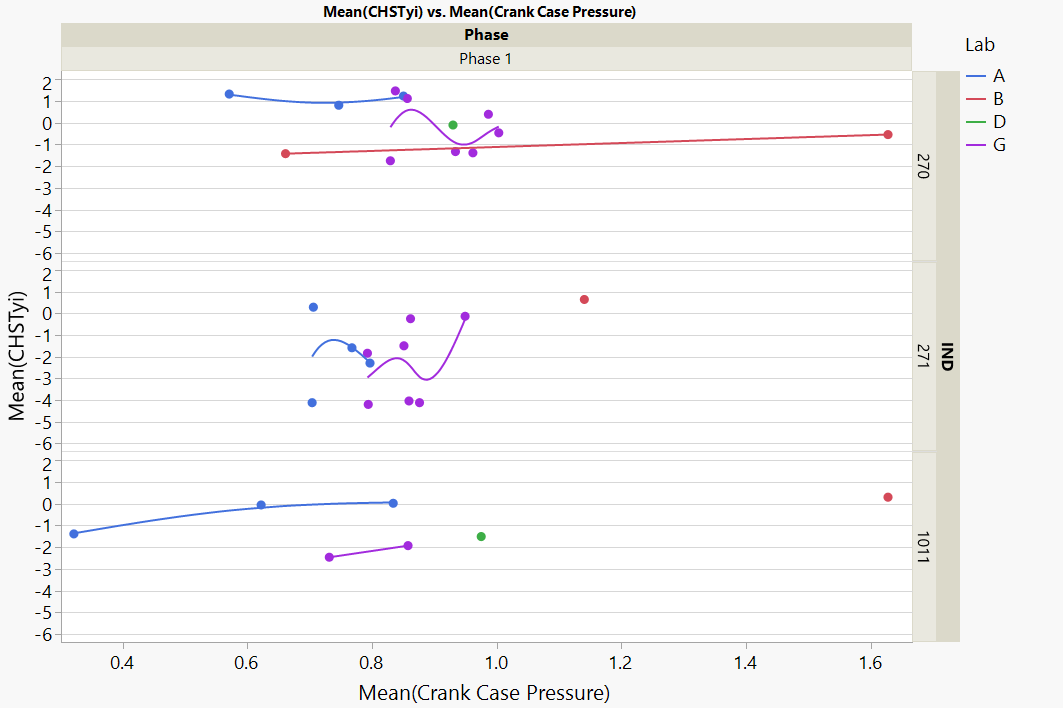 Mean(CHSTyi) vs. Mean(Crank Case Pressure)
Phase
Phase 1
Lab
A
B
D
G
Mean(CHSTyi)
2
1
0
-1
-2
-3
-4
-5
-6
270
2
1
0
-1
-2
-3
-4
-5
-6
271
IND
2
1
0
-1
-2
-3
-4
-5
-6
1011
0.4 0.6 0.8 1.0 1.2 1.4 1.6
Mean(Crank Case Pressure)